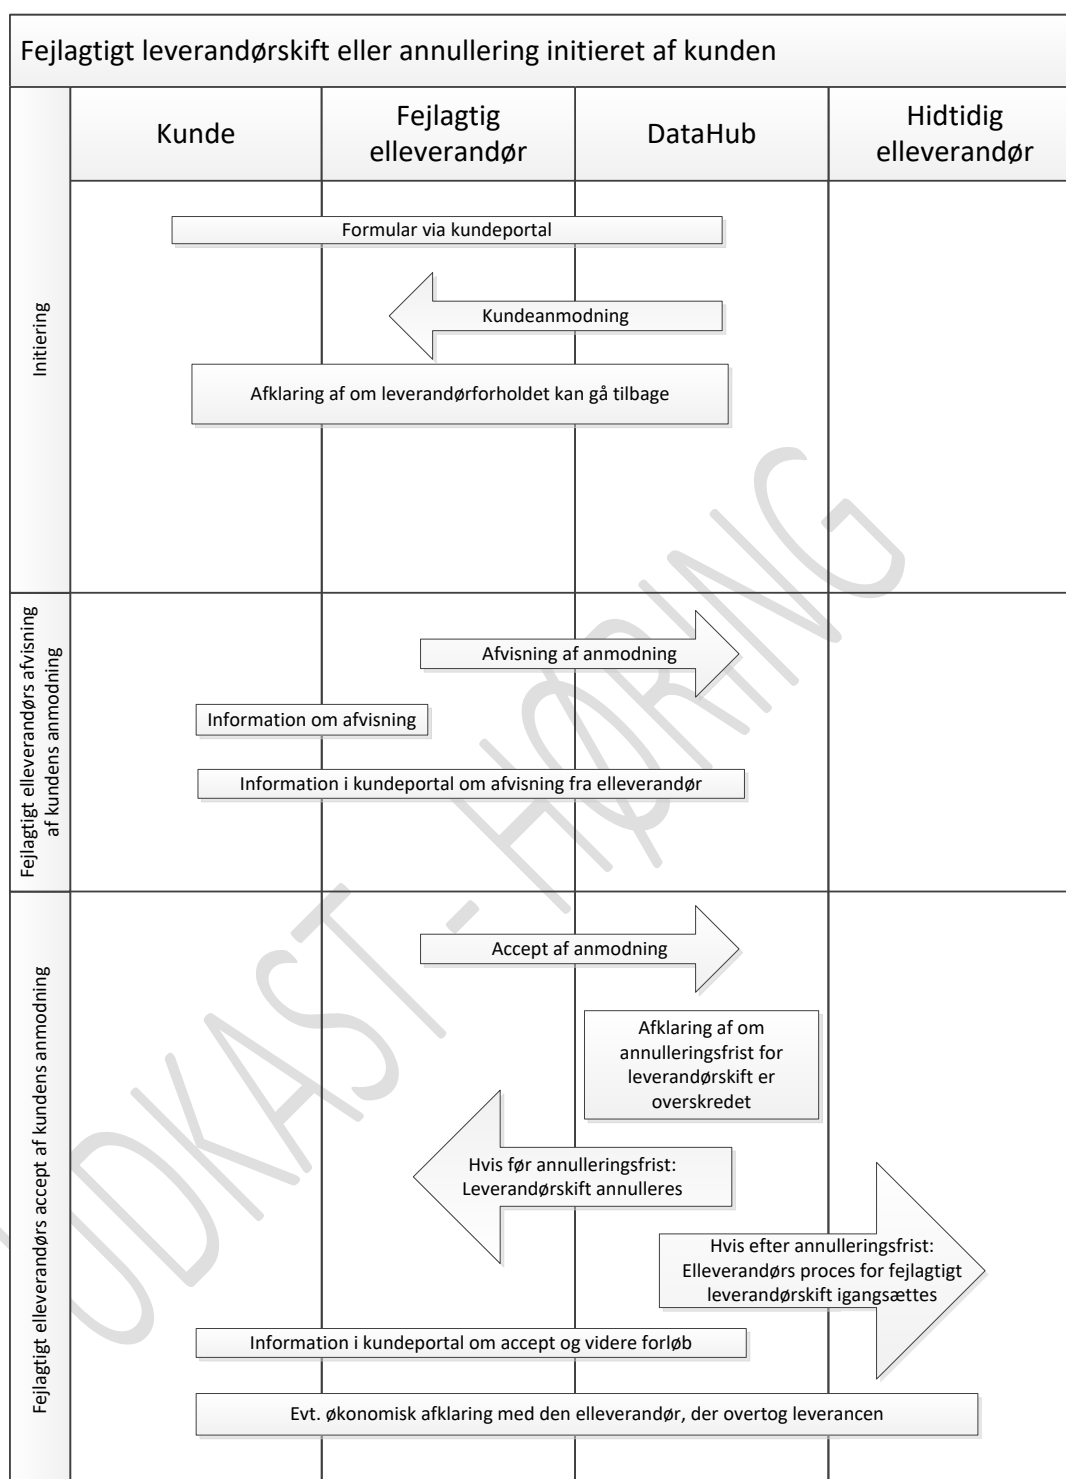 Fejlagtigt leverandørskift eller annullering initieret af kunden
Kunde
Fejlagtig
elleverandør
DataHub
Hidtidig
elleverandør
Initiering
Formular via kundeportal
Kundeanmodning
Afklaring af om leverandørforholdet kan gå tilbage
Fejlagtigt elleverandørs afvisning
af kundens anmodning
Afvisning af anmodning
Information om afvisning
Information i kundeportal om afvisning fra elleverandør
Fejlagtigt elleverandørs accept af kundens anmodning
Accept af anmodning
Afklaring af om
annulleringsfrist for
leverandørskift er
overskredet
Hvis før annulleringsfrist:
Leverandørskift annulleres
Hvis efter annulleringsfrist:
Elleverandørs proces for fejlagtigt
leverandørskift igangsættes
Information i kundeportal om accept og videre forløb
Evt. økonomisk afklaring med den elleverandør, der overtog leverancen
UDKAST - HØRING